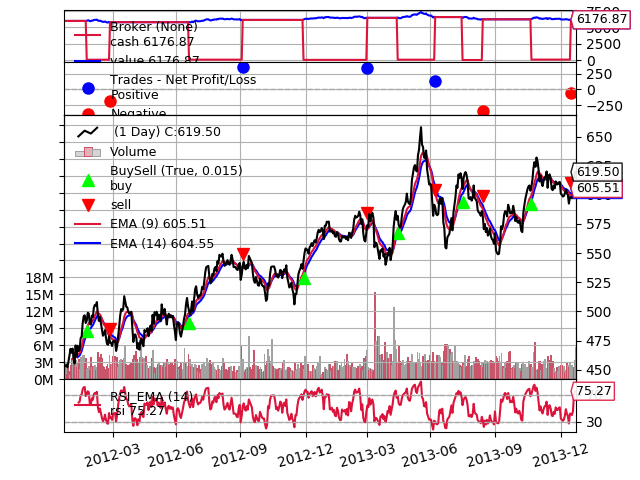 Broker (None)
cash 6176.87
value 6176.87
7500
6176.87
2500
0
Trades - Net Profit/Loss
Positive
Negative
250
0
−250
(1 Day) C:619.50
Volume
BuySell (True, 0.015)
buy
sell
EMA (9) 605.51
EMA (14) 604.55
650
619.50
605.51
575
550
525
500
475
450
18M
15M
12M
9M
6M
3M
0M
RSI_EMA (14)
rsi 75.27
75.27
30
2012-03
2012-06
2012-09
2012-12
2013-03
2013-06
2013-09
2013-12